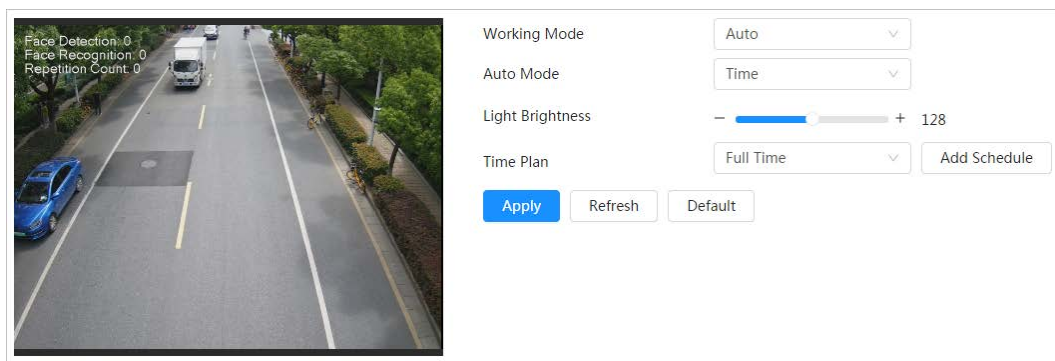 Face Detection: 0
Face Recognition: 0
Repetition Count: 0
Working Mode
Auto
Auto Mode
Time
Light Brightness
− + 128
Time Plan
Full Time
Add Schedule
Apply
Refresh
Default